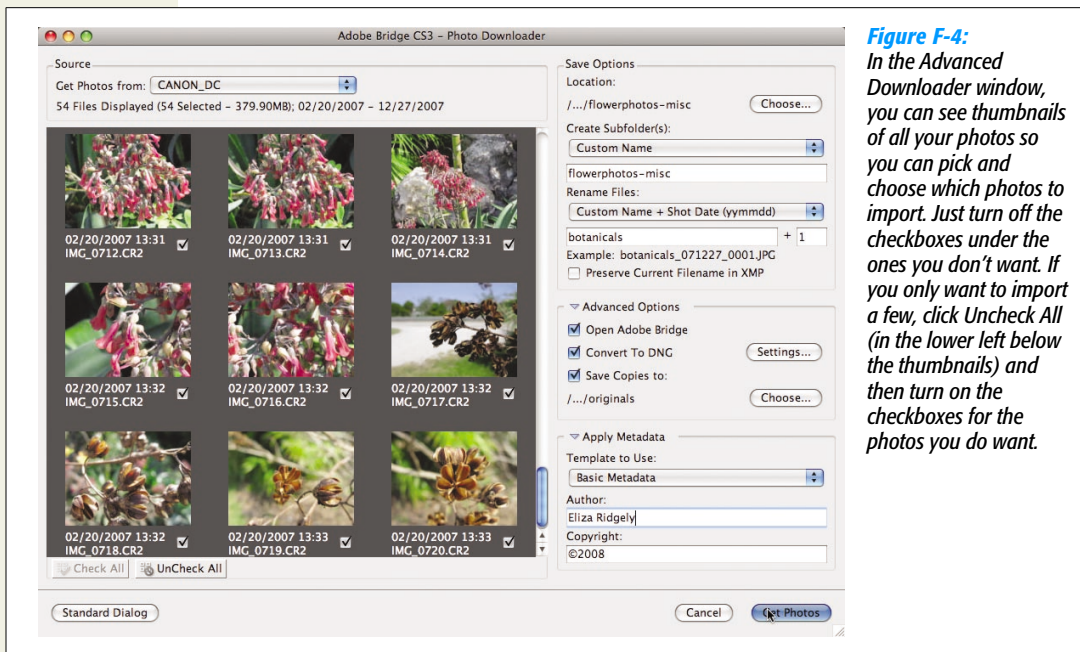 Adobe Bridge CS3 – Photo Downloader
Source
Get Photos from: CANON_DC
54 Files Displayed (54 Selected – 379.90MB); 02/20/2007 – 12/27/2007
02/20/2007 13:31
IMG_0712.CR2
02/20/2007 13:31
IMG_0713.CR2
02/20/2007 13:31
IMG_0714.CR2
02/20/2007 13:32
IMG_0715.CR2
02/20/2007 13:32
IMG_0716.CR2
02/20/2007 13:32
IMG_0717.CR2
02/20/2007 13:32
IMG_0718.CR2
02/20/2007 13:33
IMG_0719.CR2
02/20/2007 13:33
IMG_0720.CR2
Check All
UnCheck All
Standard Dialog
Save Options
Location:
/.../flowerphotos-misc
Choose...
Create Subfolder(s):
Custom Name
flowerphotos-misc
Rename Files:
Custom Name + Shot Date (yymmdd)
botanicals + 1
Example: botanicals_071227_0001.JPG
Preserve Current Filename in XMP
Advanced Options
Open Adobe Bridge
Convert To DNG
Settings...
Save Copies to:
/.../originals
Choose...
Apply Metadata
Template to Use:
Basic Metadata
Author:
Eliza Ridgely
Copyright:
©2008
Cancel
Get Photos
Figure F-4:
In the Advanced
Downloader window,
you can see thumbnails
of all your photos so
you can pick and
choose which photos to
import. Just turn off the
checkboxes under the
ones you don't want. If
you only want to import
a few, click Uncheck All
(in the lower left below
the thumbnails) and
then turn on the
checkboxes for the
photos you do want.